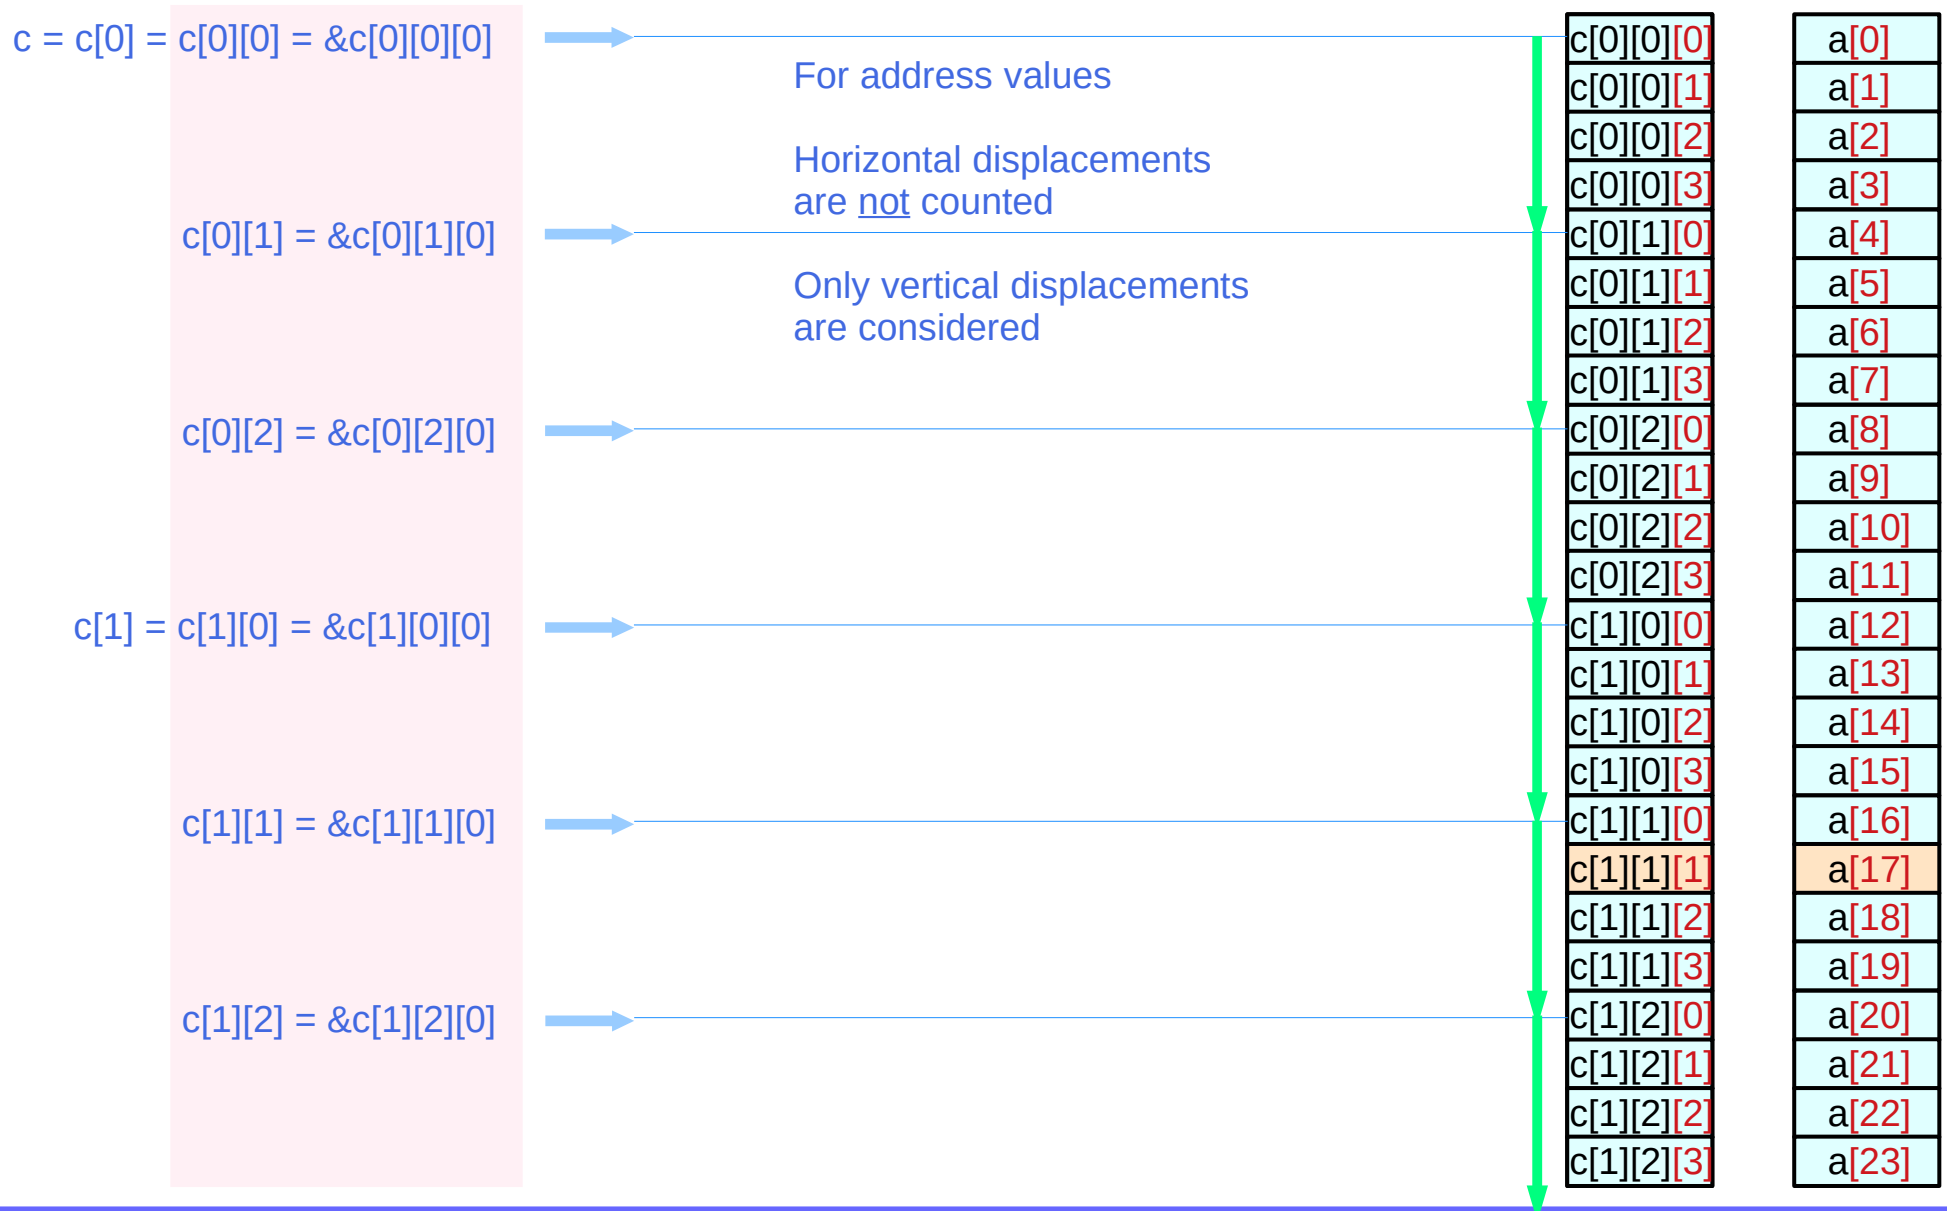 c = c[0] = c[0][0] = &c[0][0][0]
For address values
Horizontal displacements
are not counted
c[0][1] = &c[0][1][0]
Only vertical displacements
are considered
c[0][2] = &c[0][2][0]
c[1] = c[1][0] = &c[1][0][0]
c[1][1] = &c[1][1][0]
c[1][2] = &c[1][2][0]
c[0][0][0]
c[0][0][1]
c[0][0][2]
c[0][0][3]
c[0][1][0]
c[0][1][1]
c[0][1][2]
c[0][1][3]
c[0][2][0]
c[0][2][1]
c[0][2][2]
c[0][2][3]
c[1][0][0]
c[1][0][1]
c[1][0][2]
c[1][0][3]
c[1][1][0]
c[1][1][1]
c[1][1][2]
c[1][1][3]
c[1][2][0]
c[1][2][1]
c[1][2][2]
c[1][2][3]
a[0]
a[1]
a[2]
a[3]
a[4]
a[5]
a[6]
a[7]
a[8]
a[9]
a[10]
a[11]
a[12]
a[13]
a[14]
a[15]
a[16]
a[17]
a[18]
a[19]
a[20]
a[21]
a[22]
a[23]